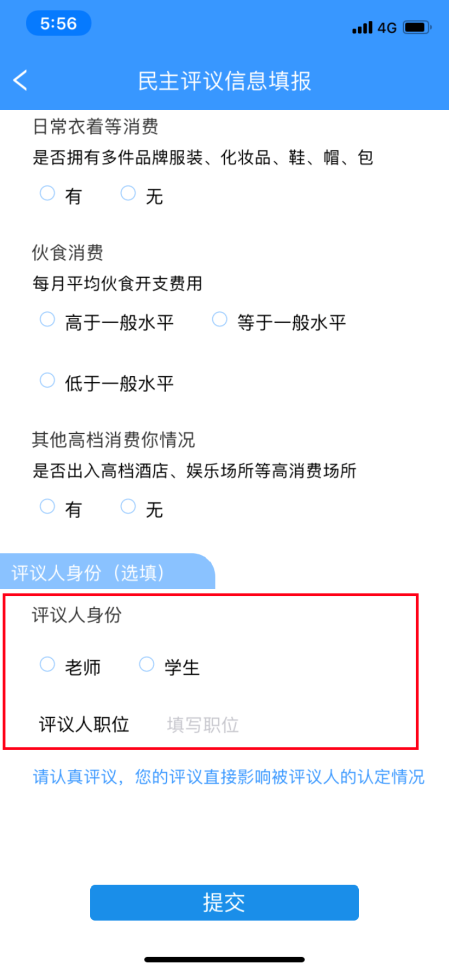 5:56
4G
民主评议信息填报
日常衣着等消费
是否拥有多件品牌服装、化妆品、鞋、帽、包
有 无
伙食消费
每月平均伙食开支费用
高于一般水平 等于一般水平
低于一般水平
其他高档消费你情况
是否出入高档酒店、娱乐场所等高消费场所
有 无
评议人身份（选填）
评议人身份
老师 学生
评议人职位 填写职位
请认真评议，您的评议直接影响被评议人的认定情况
提交